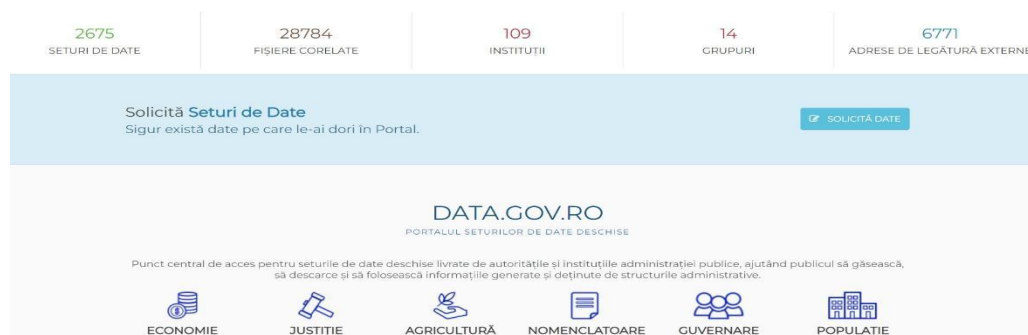 2675
SETURI DE DATE
28784
FIȘIERE CORELATE
109
INSTITUȚII
14
GRUPURI
6771
ADRESE DE LEGĂTURĂ EXTERNE
Solicită Seturi de Date
Sigur există date pe care le-ai dori în Portal.
SOLICITĂ DATE
DATA.GOV.RO
PORTALUL SETURILOR DE DATE DESCHISE
Punct central de acces pentru seturile de date deschise livrate de autoritățile și instituțiile administrației publice, ajutând publicul să găsească,
să descarce și să folosească informațiile generate și deținute de structurile administrative.
ECONOMIE
JUSTIȚIE
AGRICULTURĂ
NOMENCLATOARE
GUVERNARE
POPULAȚIE